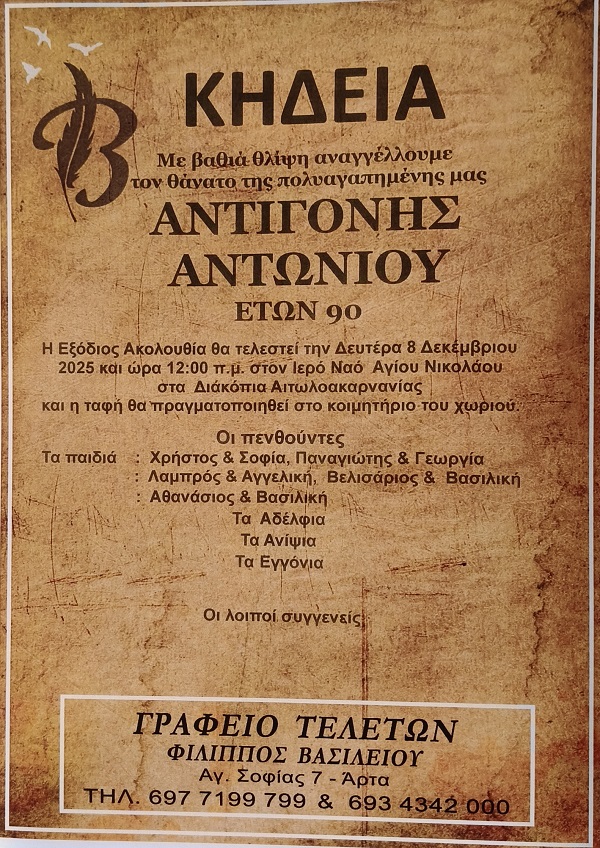 Β
ΚΗΔΕΙΑ
Με βαθιά θλίψη αναγγέλλουμε
τον θάνατο της πολυαγαπημένης μας
ΑΝΤΙΓΟΝΗΣ
ΑΝΤΩΝΙΟΥ
ΕΤΩΝ 90
Η Εξόδιος Ακολουθία θα τελεστεί την Δευτέρα 8 Δεκέμβριου
2025 και ώρα 12:00 π.μ. στον Ιερό Ναό Αγίου Νικολάου
στα Διάκόπια Αιτωλοακαρνανίας
και η ταφή θα πραγματοποιηθεί στο κοιμητήριο του χωριού.
Οι πενθούντες
Τα παιδιά : Χρήστος & Σοφία, Παναγιώτης & Γεωργία
: Λαμπρός & Αγγελική, Βελισάριος & Βασιλική
: Αθανάσιος & Βασιλική
Τα Αδέλφια
Τα Ανίψια
Τα Εγγόνια
Οι λοιποί συγγενείς
ΓΡΑΦΕΙΟ ΤΕΛΕΤΩΝ
ΦΙΛΙΠΠΟΣ ΒΑΣΙΛΕΙΟΥ
Αγ. Σοφίας 7 - Άρτα
ΤΗΛ. 697 7199 799 & 693 4342 000